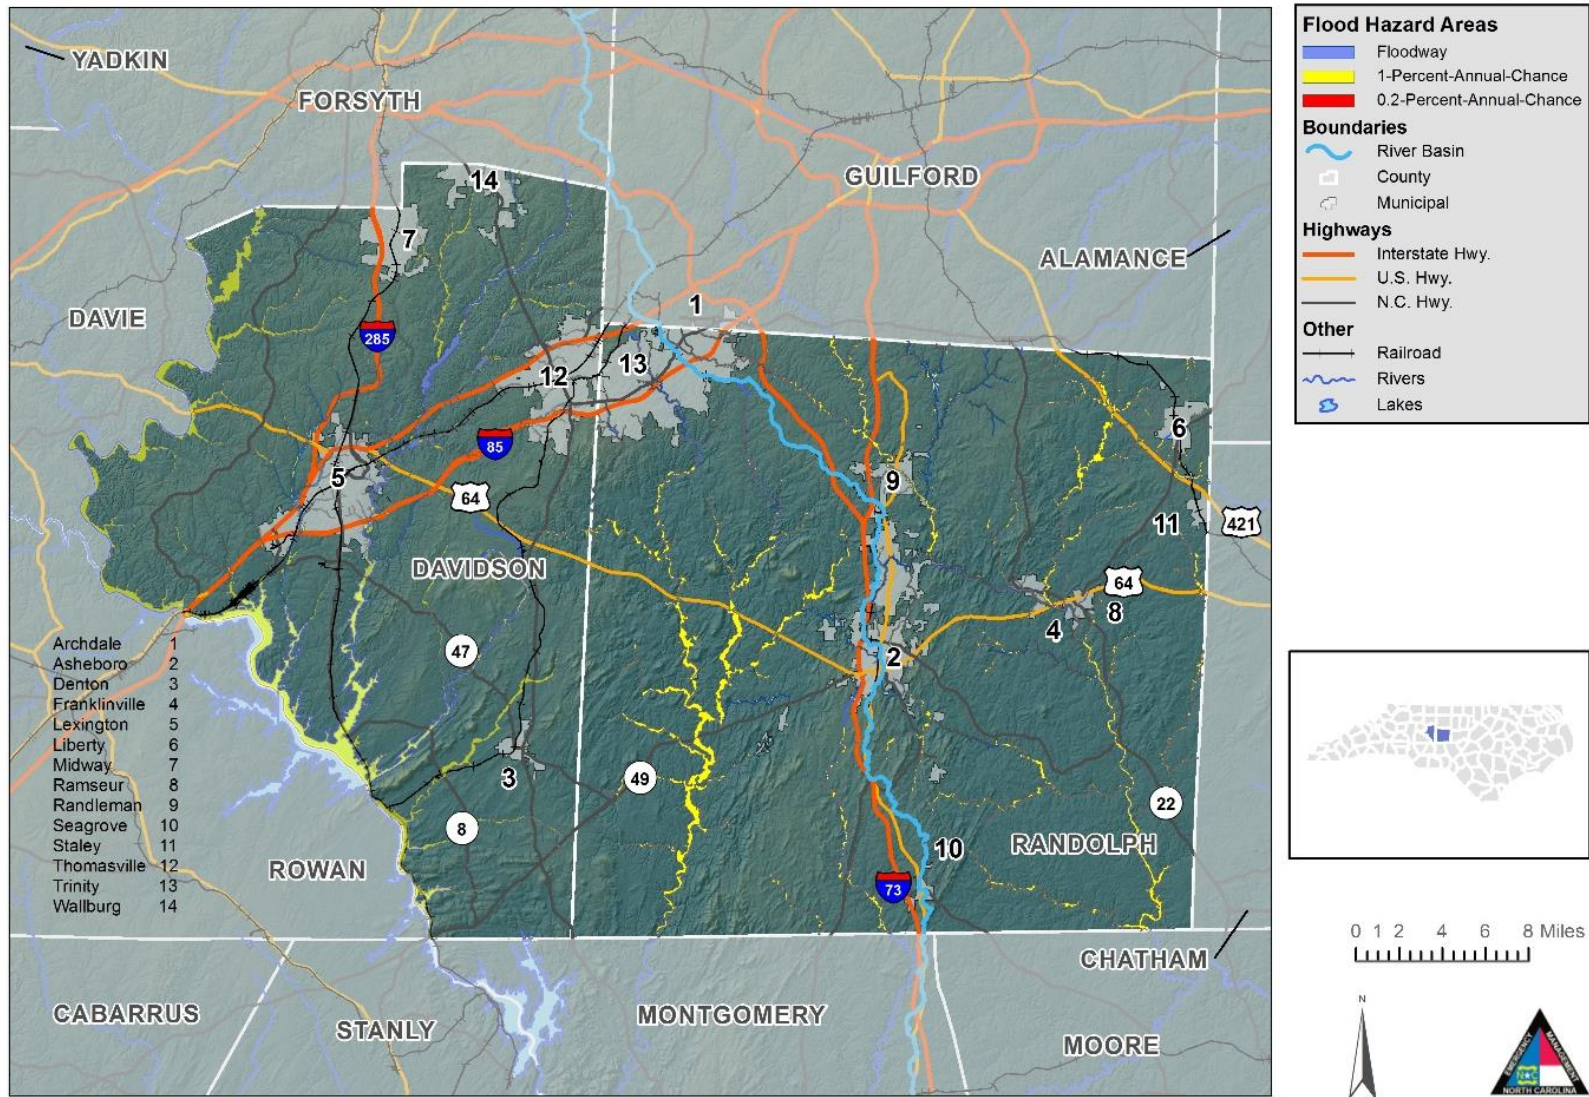 YADKIN
FORSYTH
14
GUILFORD
7
ALAMANCE
DAVIE
1
285
13
12
6
85
5
9
64
11
421
DAVIDSON
64
8
4
47
2
Archdale 1
Asheboro 2
Denton 3
Franklinville 4
Lexington 5
Liberty 6
Midway 7
Ramseur 8
Randleman 9
Seagrove 10
Staley 11
Thomasville 12
Trinity 13
Wallburg 14
3
49
22
8
10
RANDOLPH
ROWAN
73
CHATHAM
CABARRUS
STANLY
MONTGOMERY
MOORE
Flood Hazard Areas
Floodway
1-Percent-Annual-Chance
0.2-Percent-Annual-Chance
Boundaries
River Basin
County
Municipal
Highways
Interstate Hwy.
U.S. Hwy.
N.C. Hwy.
Other
Railroad
Rivers
Lakes
0 1 2 4 6 8 Miles
N
EMERGENCY
MANAGEMENT
N C
NORTH CAROLINA